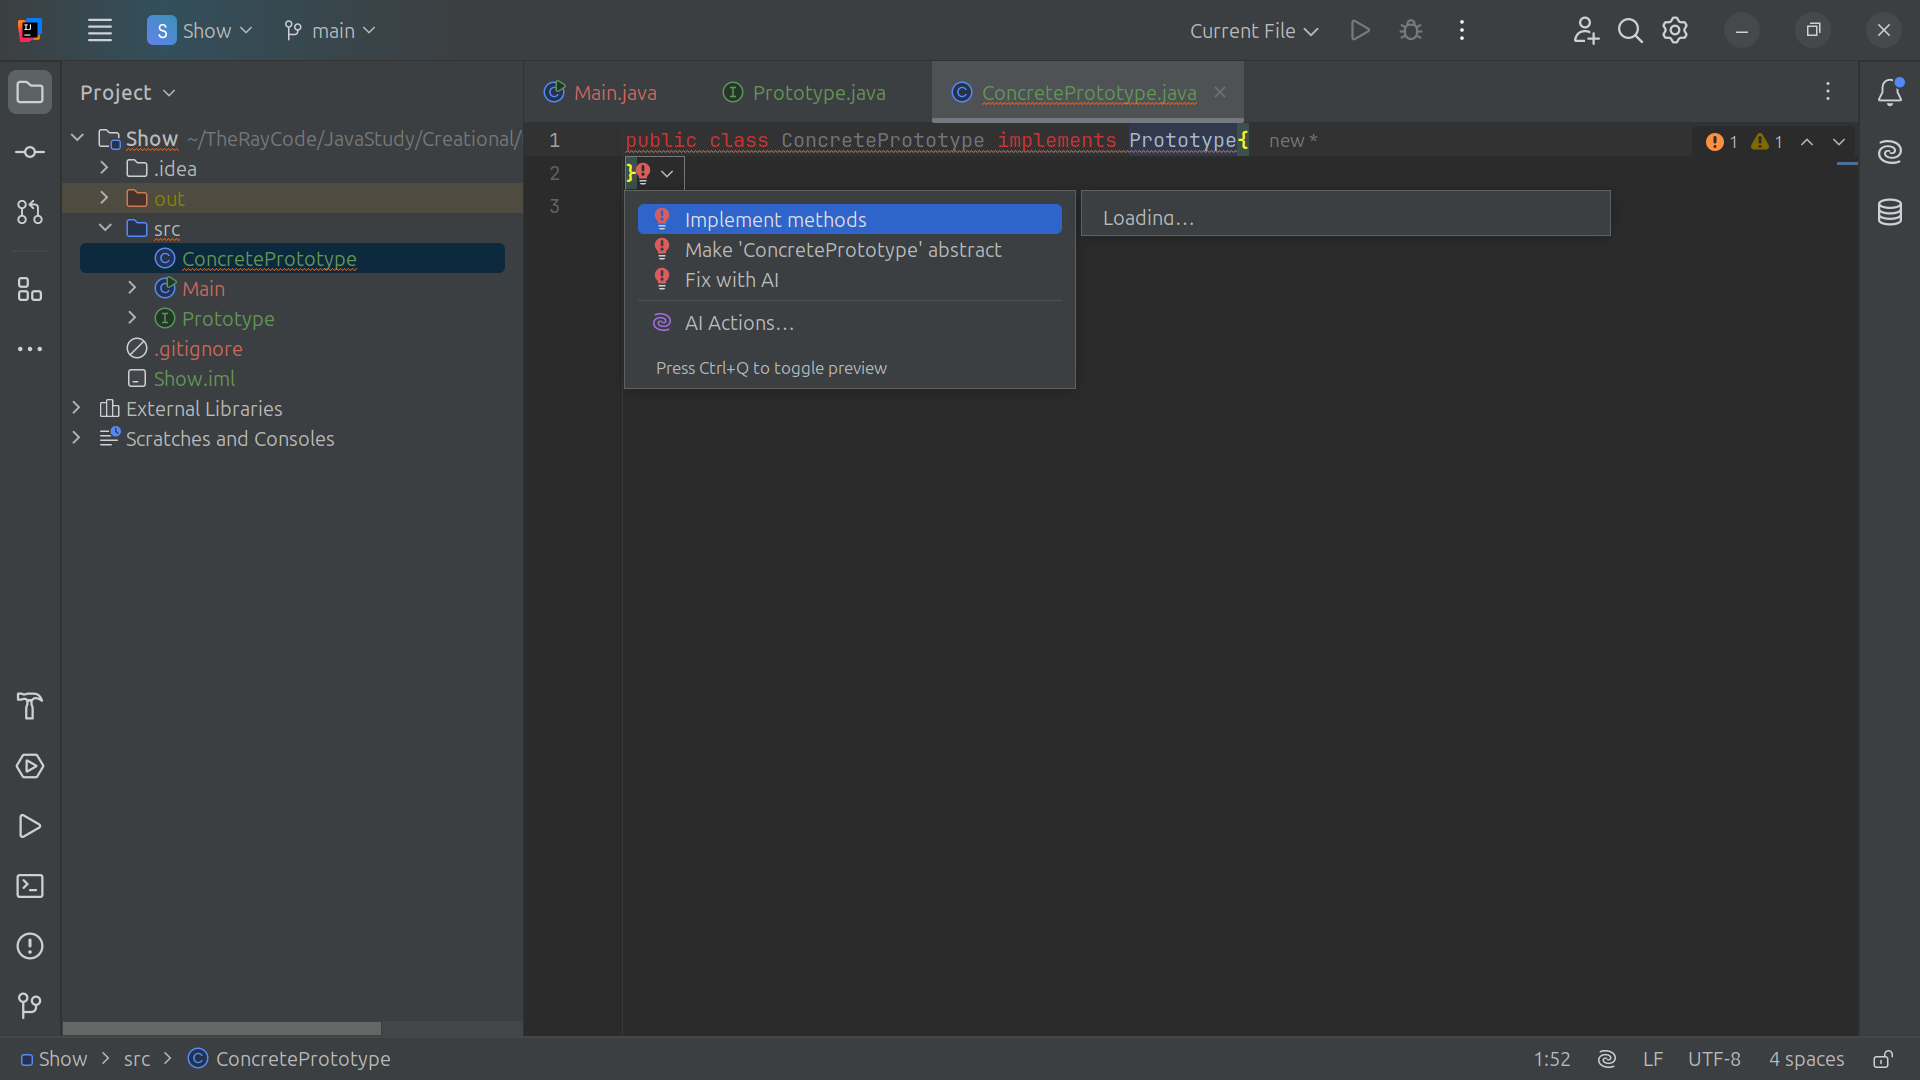 S Show main Current File
Project
Main.java Prototype.java ConcretePrototype.java
Show ~/TheRayCode/JavaStudy/Creational/
.idea
out
src
ConcretePrototype
Main
Prototype
.gitignore
Show.iml
External Libraries
Scratches and Consoles
1 public class ConcretePrototype implements Prototype{ new *
1 1
2 }
3
Implement methods
Make 'ConcretePrototype' abstract
Fix with AI
AI Actions…
Press Ctrl+Q to toggle preview
Loading…
Show > src > ConcretePrototype
1:52 LF UTF-8 4 spaces